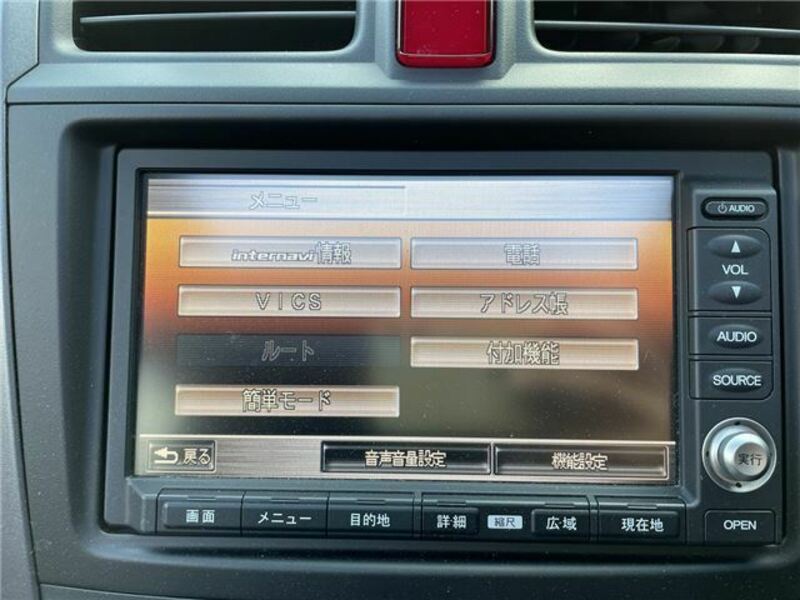 メニュー
internavi情報 電話
VICS アドレス帳
ルート 付加機能
簡単モード
戻る 音声音量設定 機能設定
AUDIO
VOL
AUDIO
SOURCE
実行
画面 メニュー 目的地 詳細 縮尺 広域 現在地 OPEN